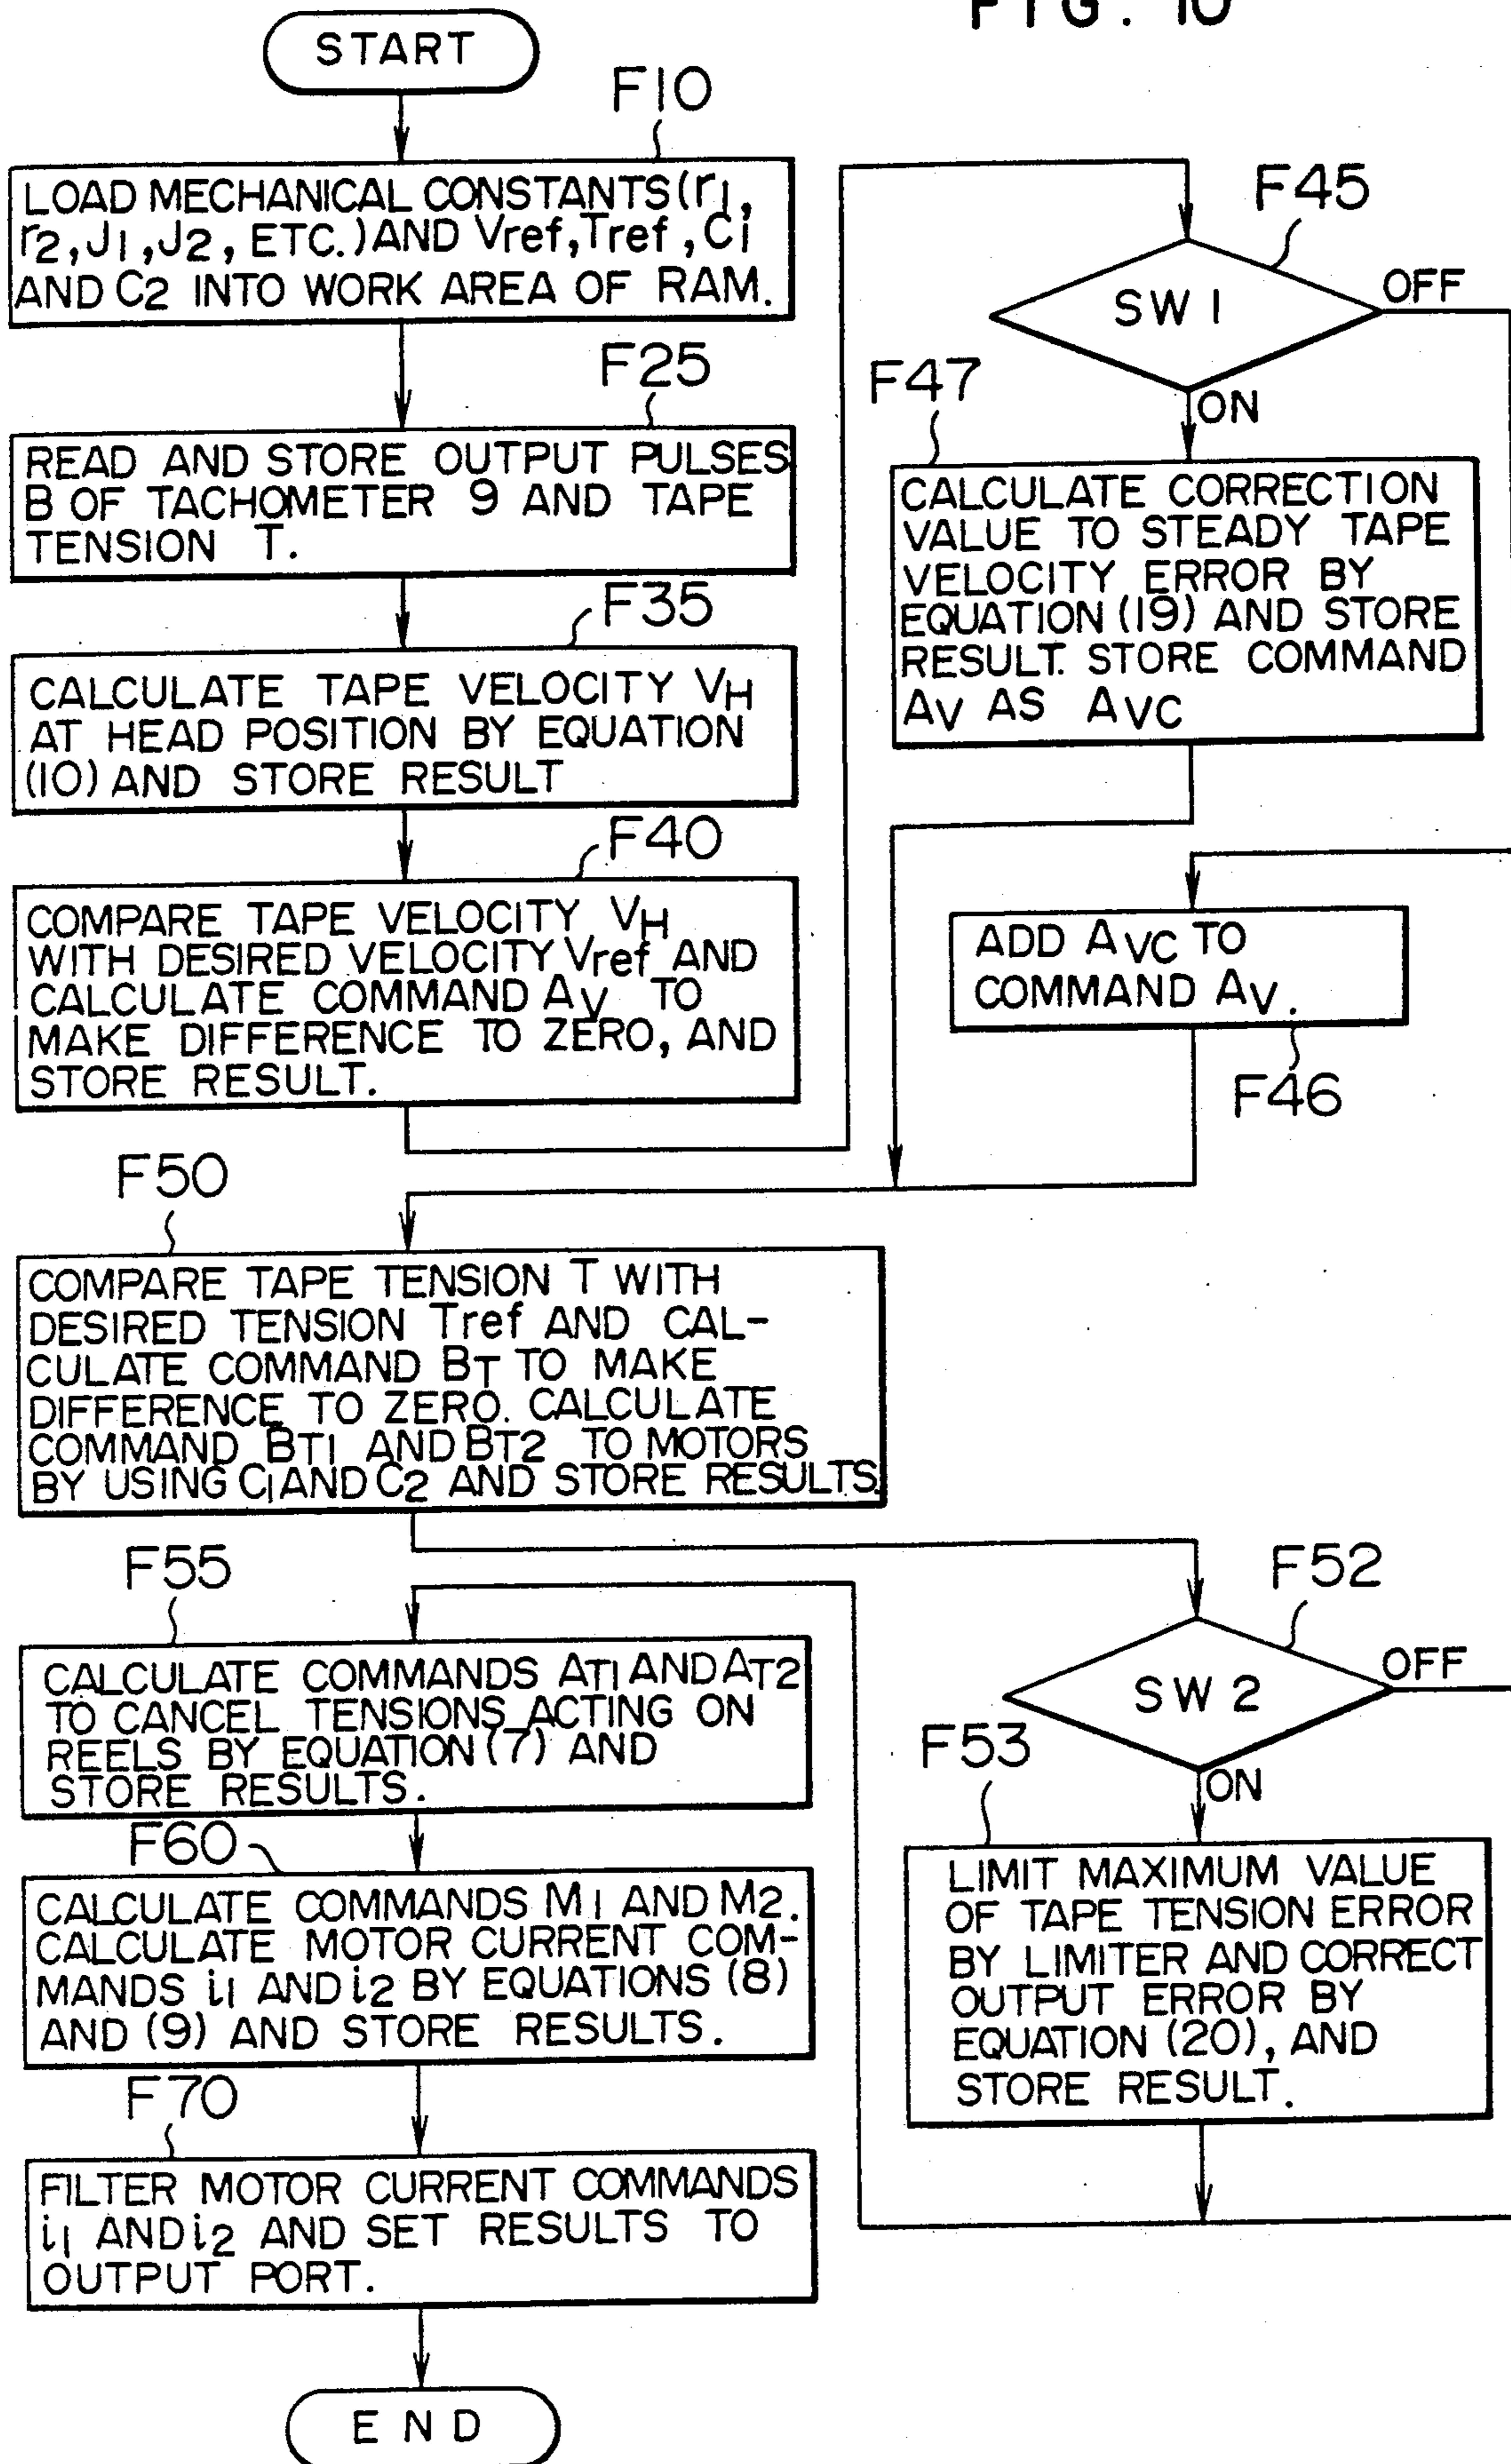 FIG. 10
START
F10
LOAD MECHANICAL CONSTANTS (r1,
r2, J1, J2, ETC.) AND Vref, Tref, C1
AND C2 INTO WORK AREA OF RAM.
F25
READ AND STORE OUTPUT PULSES
B OF TACHOMETER 9 AND TAPE
TENSION T.
F35
CALCULATE TAPE VELOCITY VH
AT HEAD POSITION BY EQUATION
(10) AND STORE RESULT
F40
COMPARE TAPE VELOCITY VH
WITH DESIRED VELOCITY Vref AND
CALCULATE COMMAND AV TO
MAKE DIFFERENCE TO ZERO, AND
STORE RESULT.
F45
SW 1
OFF
ON
F47
CALCULATE CORRECTION
VALUE TO STEADY TAPE
VELOCITY ERROR BY
EQUATION (19) AND STORE
RESULT. STORE COMMAND
AV AS AVC
ADD AVC TO
COMMAND AV.
F46
F50
COMPARE TAPE TENSION T WITH
DESIRED TENSION Tref AND CAL-
CULATE COMMAND BT TO MAKE
DIFFERENCE TO ZERO. CALCULATE
COMMAND BT1 AND BT2 TO MOTORS
BY USING C1 AND C2 AND STORE RESULTS.
F52
SW 2
OFF
ON
F53
LIMIT MAXIMUM VALUE
OF TAPE TENSION ERROR
BY LIMITER AND CORRECT
OUTPUT ERROR BY
EQUATION (20), AND
STORE RESULT.
F55
CALCULATE COMMANDS AT1 AND AT2
TO CANCEL TENSIONS ACTING ON
REELS BY EQUATION (7) AND
STORE RESULTS.
F60
CALCULATE COMMANDS M1 AND M2.
CALCULATE MOTOR CURRENT COM-
MANDS i1 AND i2 BY EQUATIONS (8)
AND (9) AND STORE RESULTS.
F70
FILTER MOTOR CURRENT COMMANDS
i1 AND i2 AND SET RESULTS TO
OUTPUT PORT.
END